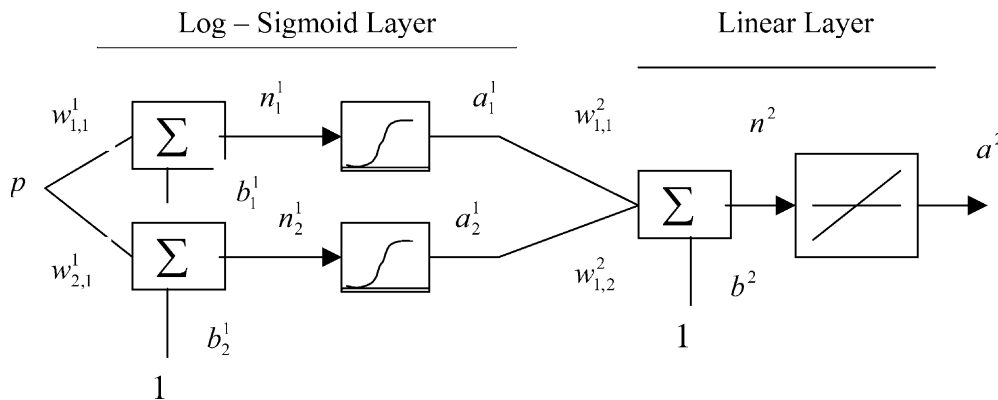 Log – Sigmoid Layer
Linear Layer
w¹₁,₁
n¹₁
a¹₁
w²₁,₁
n²
a²
Σ
p
b¹₁
Σ
w¹₂,₁
Σ
n¹₂
a¹₂
w²₁,₂
b²
b¹₂
1
1